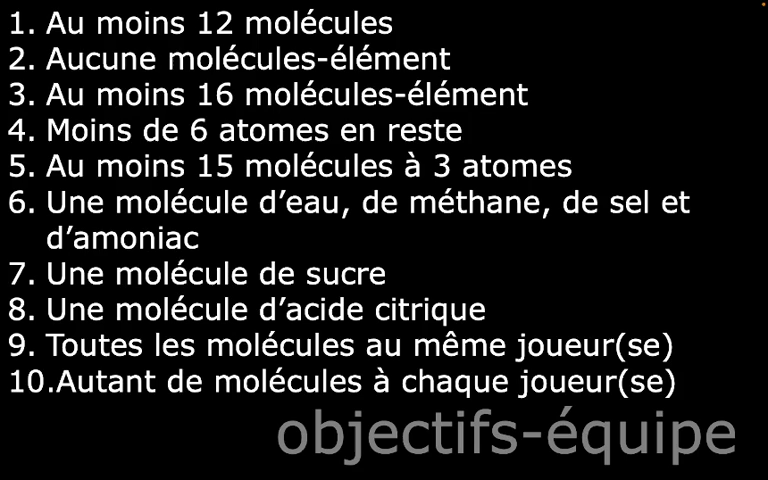 1. Au moins 12 molécules
2. Aucune molécules-élément
3. Au moins 16 molécules-élément
4. Moins de 6 atomes en reste
5. Au moins 15 molécules à 3 atomes
6. Une molécule d’eau, de méthane, de sel et
d’amoniac
7. Une molécule de sucre
8. Une molécule d’acide citrique
9. Toutes les molécules au même joueur(se)
10.Autant de molécules à chaque joueur(se)
objectifs-équipe